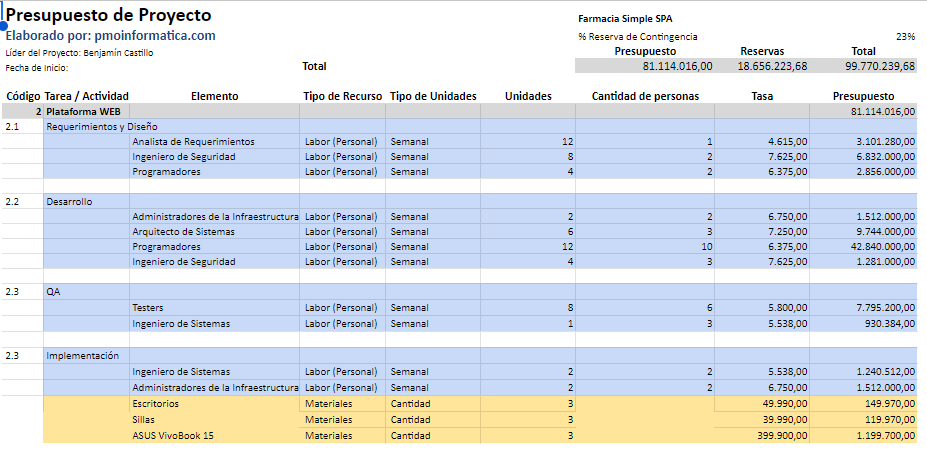 Presupuesto de Proyecto
Farmacia Simple SPA
Elaborado por: pmoinformatica.com
% Reserva de Contingencia 23%
Líder del Proyecto: Benjamín Castillo
Presupuesto Reservas Total
Fecha de Inicio: Total 81.114.016,00 18.656.223,68 99.770.239,68
Código Tarea / Actividad Elemento Tipo de Recurso Tipo de Unidades Unidades Cantidad de personas Tasa Presupuesto
2 Plataforma WEB 81.114.016,00
2.1 Requerimientos y Diseño
Analista de Requerimientos Labor (Personal) Semanal 12 1 4.615,00 3.101.280,00
Ingeniero de Seguridad Labor (Personal) Semanal 8 2 7.625,00 6.832.000,00
Programadores Labor (Personal) Semanal 4 2 6.375,00 2.856.000,00
2.2 Desarrollo
Administradores de la Infraestructura Labor (Personal) Semanal 2 2 6.750,00 1.512.000,00
Arquitecto de Sistemas Labor (Personal) Semanal 6 3 7.250,00 9.744.000,00
Programadores Labor (Personal) Semanal 12 10 6.375,00 42.840.000,00
Ingeniero de Seguridad Labor (Personal) Semanal 4 3 7.625,00 1.281.000,00
2.3 QA
Testers Labor (Personal) Semanal 8 6 5.800,00 7.795.200,00
Ingeniero de Sistemas Labor (Personal) Semanal 1 3 5.538,00 930.384,00
2.3 Implementación
Ingeniero de Sistemas Labor (Personal) Semanal 2 2 5.538,00 1.240.512,00
Administradores de la Infraestructura Labor (Personal) Semanal 2 2 6.750,00 1.512.000,00
Escritorios Materiales Cantidad 3 49.990,00 149.970,00
Sillas Materiales Cantidad 3 39.990,00 119.970,00
ASUS VivoBook 15 Materiales Cantidad 3 399.900,00 1.199.700,00